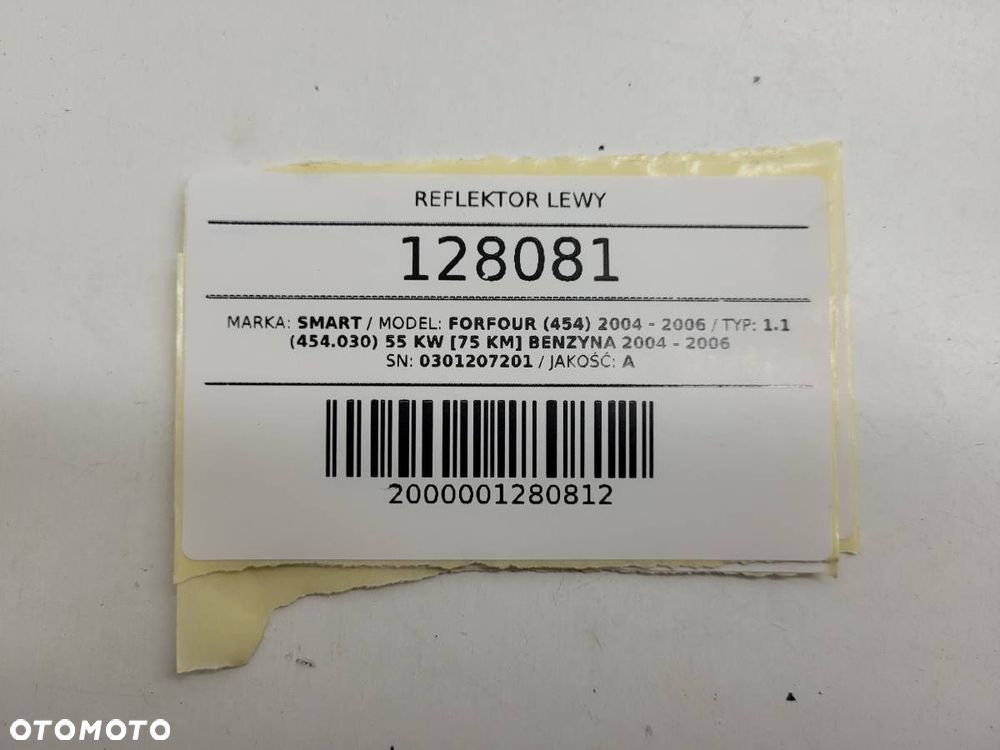 REFLEKTOR LEWY
128081
MARKA: SMART / MODEL: FORFOUR (454) 2004 - 2006 / TYP: 1.1
(454.030) 55 KW [75 KM] BENZYNA 2004 - 2006
SN: 0301207201 / JAKOŚĆ: A
2000001280812
OTOMOTO